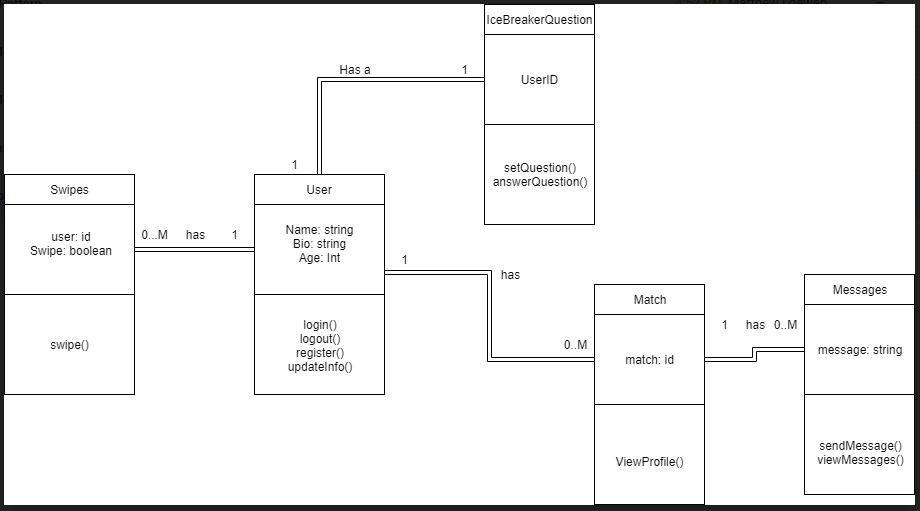 IceBreakerQuestion
UserID
setQuestion()
answerQuestion()
Has a
1
1
Swipes
user: id
Swipe: boolean
swipe()
0...M
has
1
User
Name: string
Bio: string
Age: Int
login()
logout()
register()
updateInfo()
1
has
0..M
Match
match: id
ViewProfile()
1
has
0..M
Messages
message: string
sendMessage()
viewMessages()